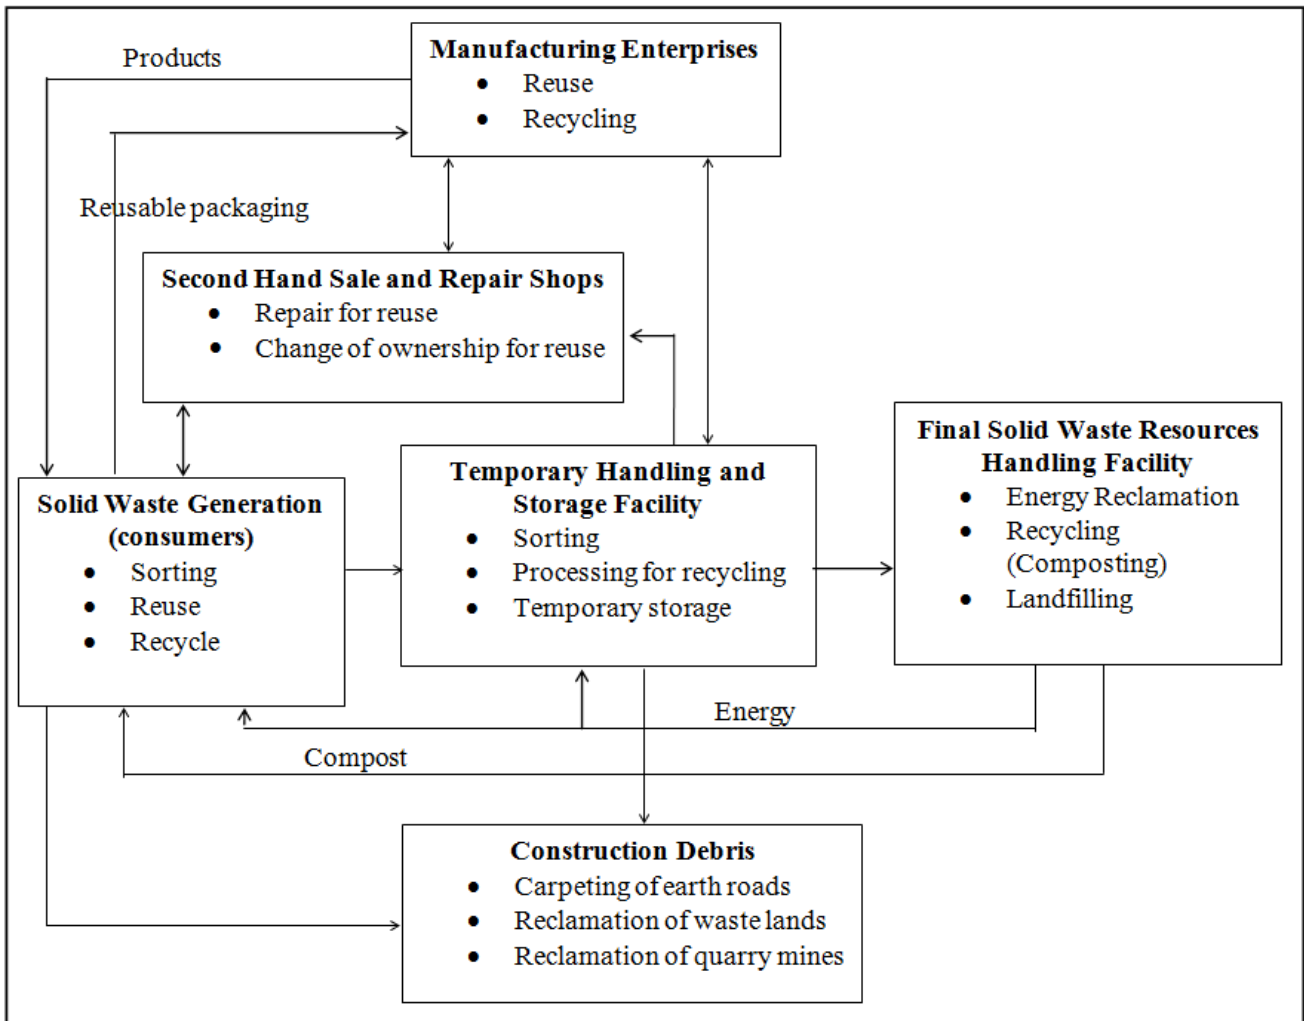 Products
Manufacturing Enterprises
• Reuse
• Recycling
Reusable packaging
Second Hand Sale and Repair Shops
• Repair for reuse
• Change of ownership for reuse
Solid Waste Generation
(consumers)
• Sorting
• Reuse
• Recycle
Temporary Handling and
Storage Facility
• Sorting
• Processing for recycling
• Temporary storage
Final Solid Waste Resources
Handling Facility
• Energy Reclamation
• Recycling
(Composting)
• Landfilling
Energy
Compost
Construction Debris
• Carpeting of earth roads
• Reclamation of waste lands
• Reclamation of quarry mines